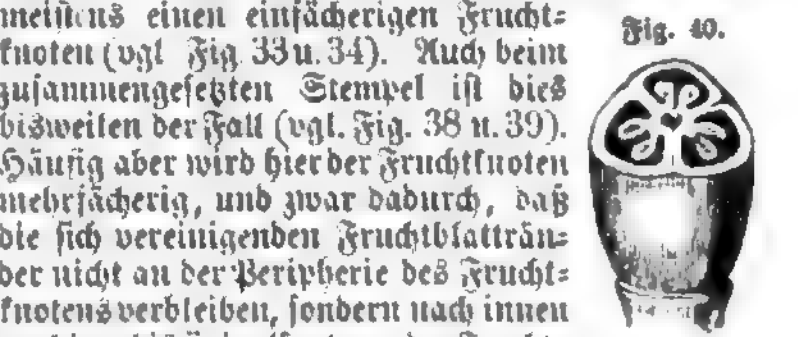 meistens einen einfächerigen Frucht=
knoten (vgl Fig. 33 u. 34). Auch beim
zusammengesetzten Stempel ist dies
bisweilen der Fall (vgl. Fig. 38 u. 39).
Häufig aber wird hier der Fruchtknoten
mehrfächerig, und zwar dadurch, daß
die sich vereinigenden Fruchtblatträn=
der nicht an der Peripherie des Frucht=
knotens verbleiben, sondern nach innen
Fig. 40.